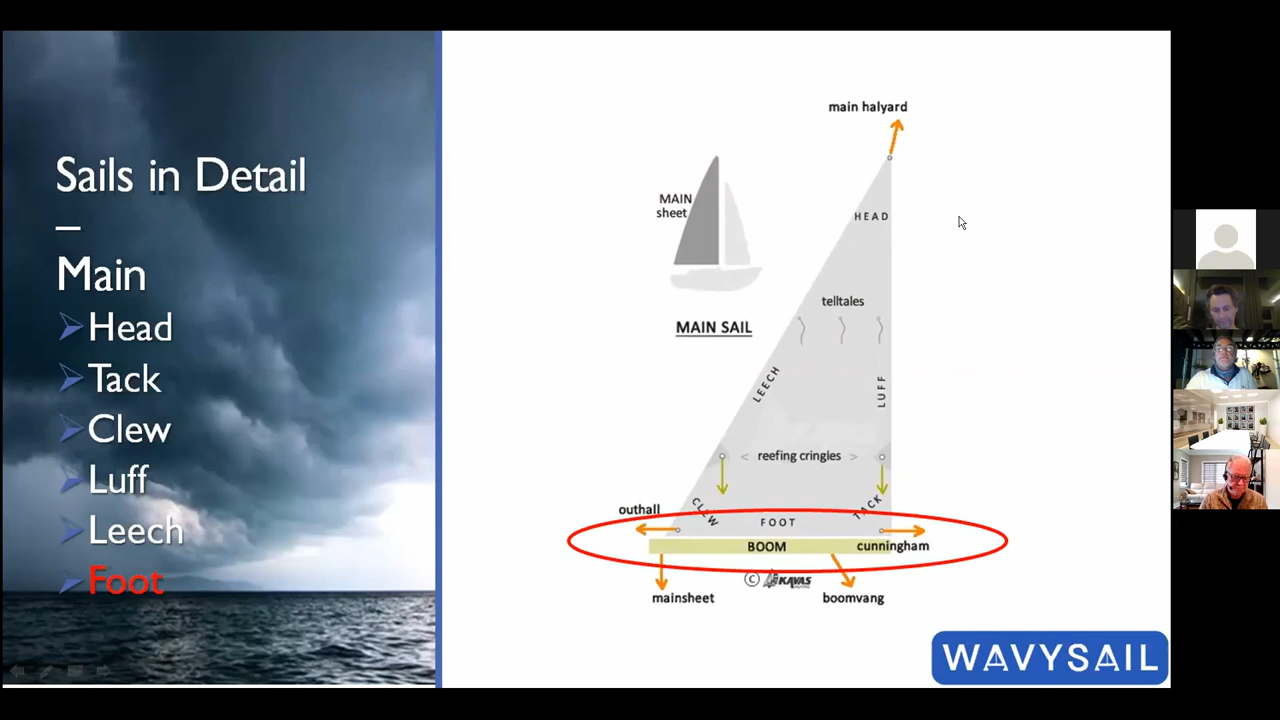 Sails in Detail
–
Main
Head
Tack
Clew
Luff
Leech
Foot
main halyard
MAIN
sheet
HEAD
telltales
MAIN SAIL
LEECH
LUFF
< reefing cringles >
outhall
CLEW
TACK
FOOT
BOOM
cunningham
© KAVAS
mainsheet
boomvang
WAVYSAIL